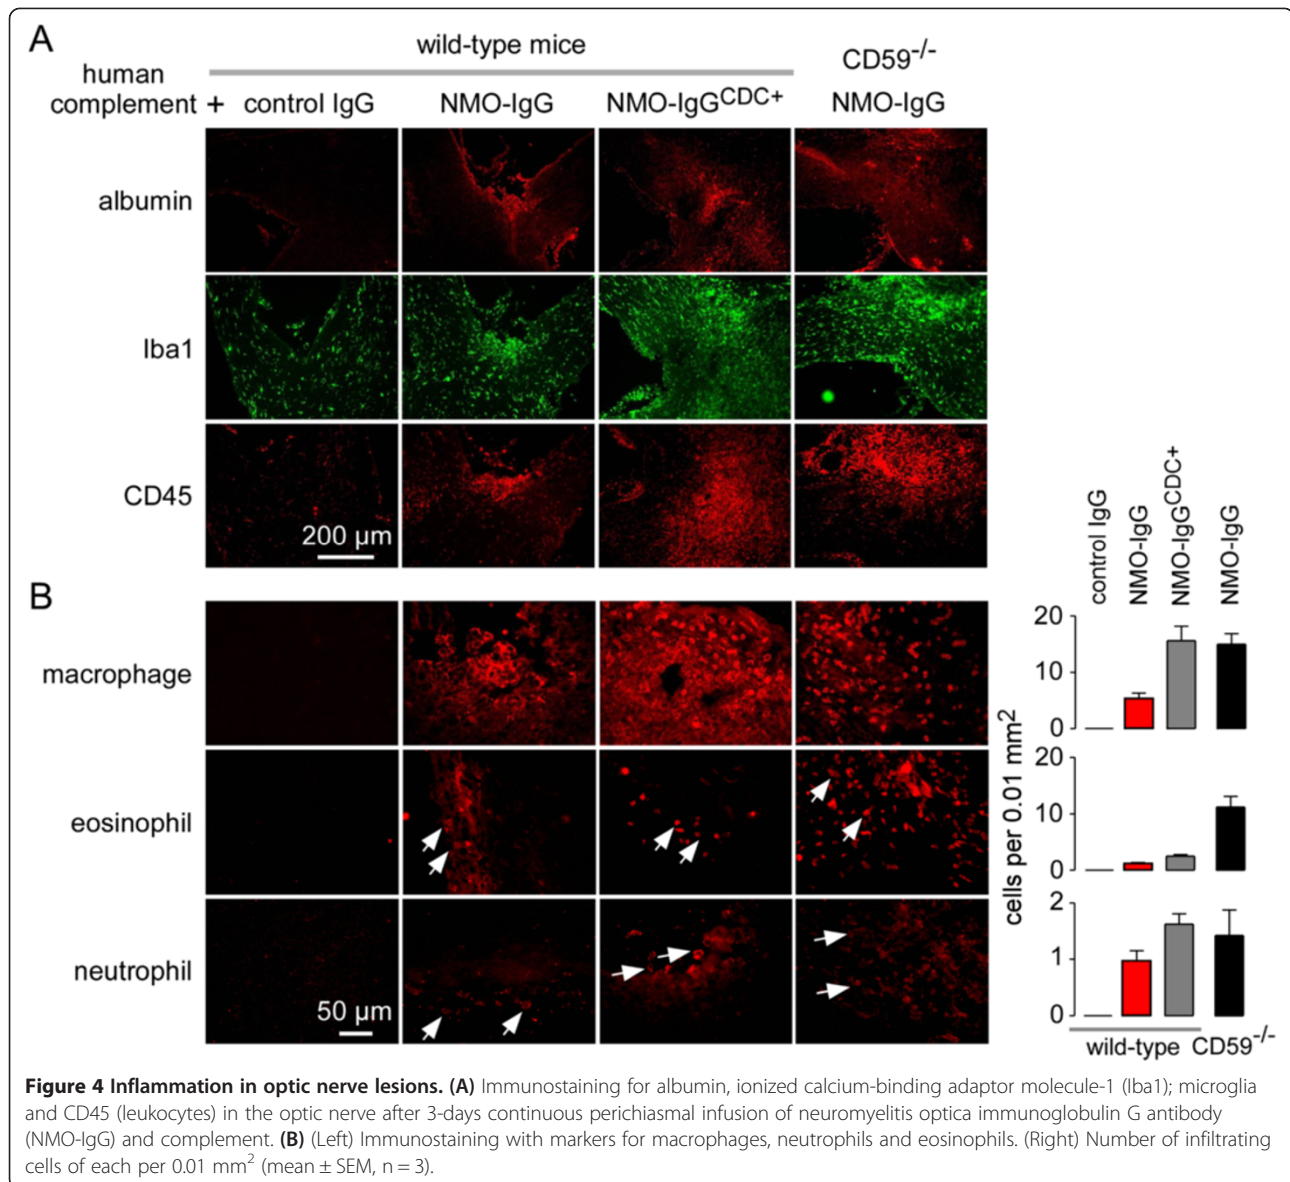 A
wild-type mice
CD59-/-
human
complement + control IgG NMO-IgG NMO-IgGCDC+ NMO-IgG
albumin
Iba1
CD45
200 µm
B
macrophage
eosinophil
neutrophil
50 µm
control IgG
NMO-IgG
NMO-IgGCDC+
NMO-IgG
cells per 0.01 mm2
20
10
0
20
10
0
2
1
0
wild-type CD59-/-
Figure 4 Inflammation in optic nerve lesions. (A) Immunostaining for albumin, ionized calcium-binding adaptor molecule-1 (Iba1); microglia
and CD45 (leukocytes) in the optic nerve after 3-days continuous perichiasmal infusion of neuromyelitis optica immunoglobulin G antibody
(NMO-IgG) and complement. (B) (Left) Immunostaining with markers for macrophages, neutrophils and eosinophils. (Right) Number of infiltrating
cells of each per 0.01 mm2 (mean ± SEM, n = 3).